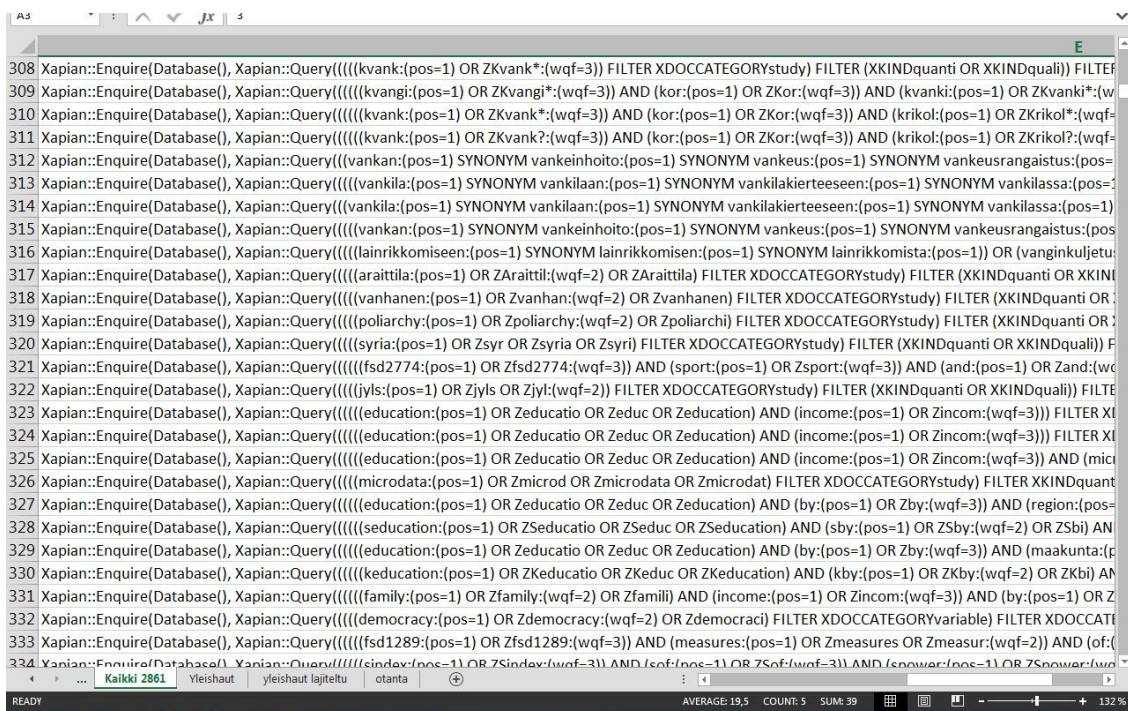 A3 fx 3
E
308 Xapian::Enquire(Database(), Xapian::Query(((((kvank:(pos=1) OR ZKvank*:(wqf=3)) FILTER XDOCCATEGORYstudy) FILTER (XKINDquanti OR XKINDquali)) FILTER
309 Xapian::Enquire(Database(), Xapian::Query((((((kvangi:(pos=1) OR ZKvangi*:(wqf=3)) AND (kor:(pos=1) OR ZKor:(wqf=3)) AND (kvanki:(pos=1) OR ZKvanki*:(w
310 Xapian::Enquire(Database(), Xapian::Query((((((kvank:(pos=1) OR ZKvank*:(wqf=3)) AND (kor:(pos=1) OR ZKor:(wqf=3)) AND (krikol:(pos=1) OR ZKrikol*:(wqf=
311 Xapian::Enquire(Database(), Xapian::Query((((((kvank:(pos=1) OR ZKvank?:(wqf=3)) AND (kor:(pos=1) OR ZKor:(wqf=3)) AND (krikol:(pos=1) OR ZKrikol?:(wqf=
312 Xapian::Enquire(Database(), Xapian::Query(((vankan:(pos=1) SYNONYM vankeinhoito:(pos=1) SYNONYM vankeus:(pos=1) SYNONYM vankeusrangaistus:(pos=
313 Xapian::Enquire(Database(), Xapian::Query(((((vankila:(pos=1) SYNONYM vankilaan:(pos=1) SYNONYM vankilakierteeseen:(pos=1) SYNONYM vankilassa:(pos=1
314 Xapian::Enquire(Database(), Xapian::Query(((vankila:(pos=1) SYNONYM vankilaan:(pos=1) SYNONYM vankilakierteeseen:(pos=1) SYNONYM vankilassa:(pos=1)
315 Xapian::Enquire(Database(), Xapian::Query(((((vankan:(pos=1) SYNONYM vankeinhoito:(pos=1) SYNONYM vankeus:(pos=1) SYNONYM vankeusrangaistus:(pos
316 Xapian::Enquire(Database(), Xapian::Query(((((lainrikkomiseen:(pos=1) SYNONYM lainrikkomisen:(pos=1) SYNONYM lainrikkomista:(pos=1)) OR (vanginkuljetu
317 Xapian::Enquire(Database(), Xapian::Query(((((araittila:(pos=1) OR ZAraittil:(wqf=2) OR ZAraittila) FILTER XDOCCATEGORYstudy) FILTER (XKINDquanti OR XKIND
318 Xapian::Enquire(Database(), Xapian::Query(((((vanhanen:(pos=1) OR Zvanhan:(wqf=2) OR Zvanhanen) FILTER XDOCCATEGORYstudy) FILTER (XKINDquanti OR
319 Xapian::Enquire(Database(), Xapian::Query(((((poliarchy:(pos=1) OR Zpoliarchy:(wqf=2) OR Zpoliarchi) FILTER XDOCCATEGORYstudy) FILTER (XKINDquanti OR
320 Xapian::Enquire(Database(), Xapian::Query(((((syria:(pos=1) OR Zsyr OR Zsyria OR Zsyri) FILTER XDOCCATEGORYstudy) FILTER (XKINDquanti OR XKINDquali)) F
321 Xapian::Enquire(Database(), Xapian::Query((((((fsd2774:(pos=1) OR Zfsd2774:(wqf=3)) AND (sport:(pos=1) OR Zsport:(wqf=3)) AND (and:(pos=1) OR Zand:(wq
322 Xapian::Enquire(Database(), Xapian::Query(((((jyls:(pos=1) OR Zjyls OR Zjyl:(wqf=2)) FILTER XDOCCATEGORYstudy) FILTER (XKINDquanti OR XKINDquali)) FILTE
323 Xapian::Enquire(Database(), Xapian::Query((((((education:(pos=1) OR Zeducatio OR Zeduc OR Zeducation) AND (income:(pos=1) OR Zincom:(wqf=3))) FILTER XI
324 Xapian::Enquire(Database(), Xapian::Query((((((education:(pos=1) OR Zeducatio OR Zeduc OR Zeducation) AND (income:(pos=1) OR Zincom:(wqf=3))) FILTER XI
325 Xapian::Enquire(Database(), Xapian::Query((((((education:(pos=1) OR Zeducatio OR Zeduc OR Zeducation) AND (income:(pos=1) OR Zincom:(wqf=3)) AND (micr
326 Xapian::Enquire(Database(), Xapian::Query(((((microdata:(pos=1) OR Zmicrod OR Zmicrodata OR Zmicrodat) FILTER XDOCCATEGORYstudy) FILTER XKINDquant
327 Xapian::Enquire(Database(), Xapian::Query((((((education:(pos=1) OR Zeducatio OR Zeduc OR Zeducation) AND (by:(pos=1) OR Zby:(wqf=3)) AND (region:(pos=
328 Xapian::Enquire(Database(), Xapian::Query((((((seducation:(pos=1) OR ZSeducatio OR ZSeduc OR ZSeducation) AND (sby:(pos=1) OR ZSby:(wqf=2) OR ZSbi) AN
329 Xapian::Enquire(Database(), Xapian::Query((((((education:(pos=1) OR Zeducatio OR Zeduc OR Zeducation) AND (by:(pos=1) OR Zby:(wqf=3)) AND (maakunta:(p
330 Xapian::Enquire(Database(), Xapian::Query((((((keducation:(pos=1) OR ZKeducatio OR ZKeduc OR ZKeducation) AND (kby:(pos=1) OR ZKby:(wqf=2) OR ZKbi) AN
331 Xapian::Enquire(Database(), Xapian::Query((((((family:(pos=1) OR Zfamily:(wqf=2) OR Zfamili) AND (income:(pos=1) OR Zincom:(wqf=3)) AND (by:(pos=1) OR Z
332 Xapian::Enquire(Database(), Xapian::Query(((((democracy:(pos=1) OR Zdemocracy:(wqf=2) OR Zdemocraci) FILTER XDOCCATEGORYvariable) FILTER XDOCCATE
333 Xapian::Enquire(Database(), Xapian::Query((((((fsd1289:(pos=1) OR Zfsd1289:(wqf=3)) AND (measures:(pos=1) OR Zmeasures OR Zmeasur:(wqf=2)) AND (of:(
334 Xapian::Enquire(Database(), Xapian::Query((((((sindex:(pos=1) OR ZSindex:(wqf=3)) AND (sof:(pos=1) OR ZSof:(wqf=3)) AND (spower:(pos=1) OR ZSpower:(wq
... Kaikki 2861 Yleishaut yleishaut lajiteltu otanta
READY AVERAGE: 19,5 COUNT: 5 SUM: 39 132 %